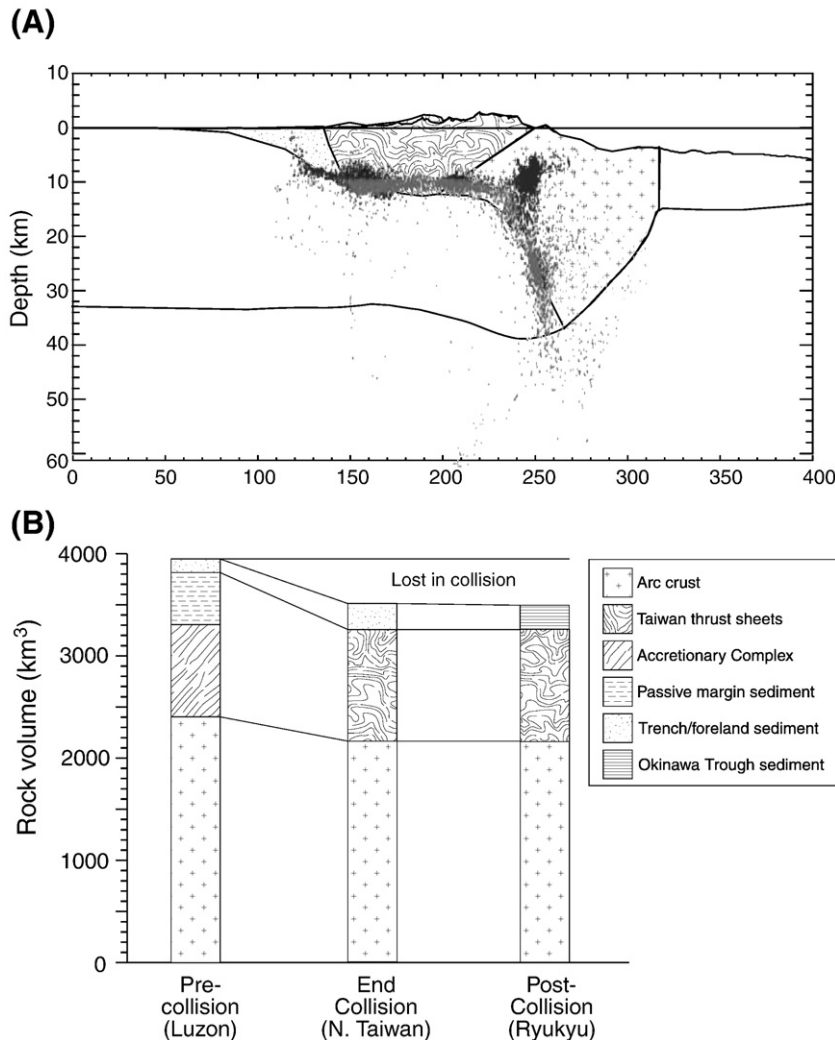 (A)
10
0
10
20
30
40
50
60
Depth (km)
0 50 100 150 200 250 300 350 400
(B)
4000
3000
2000
1000
0
Rock volume (km³)
Lost in collision
Pre-
collision
(Luzon)
End
Collision
(N. Taiwan)
Post-
Collision
(Ryukyu)
Arc crust
Taiwan thrust sheets
Accretionary Complex
Passive margin sediment
Trench/foreland sediment
Okinawa Trough sediment